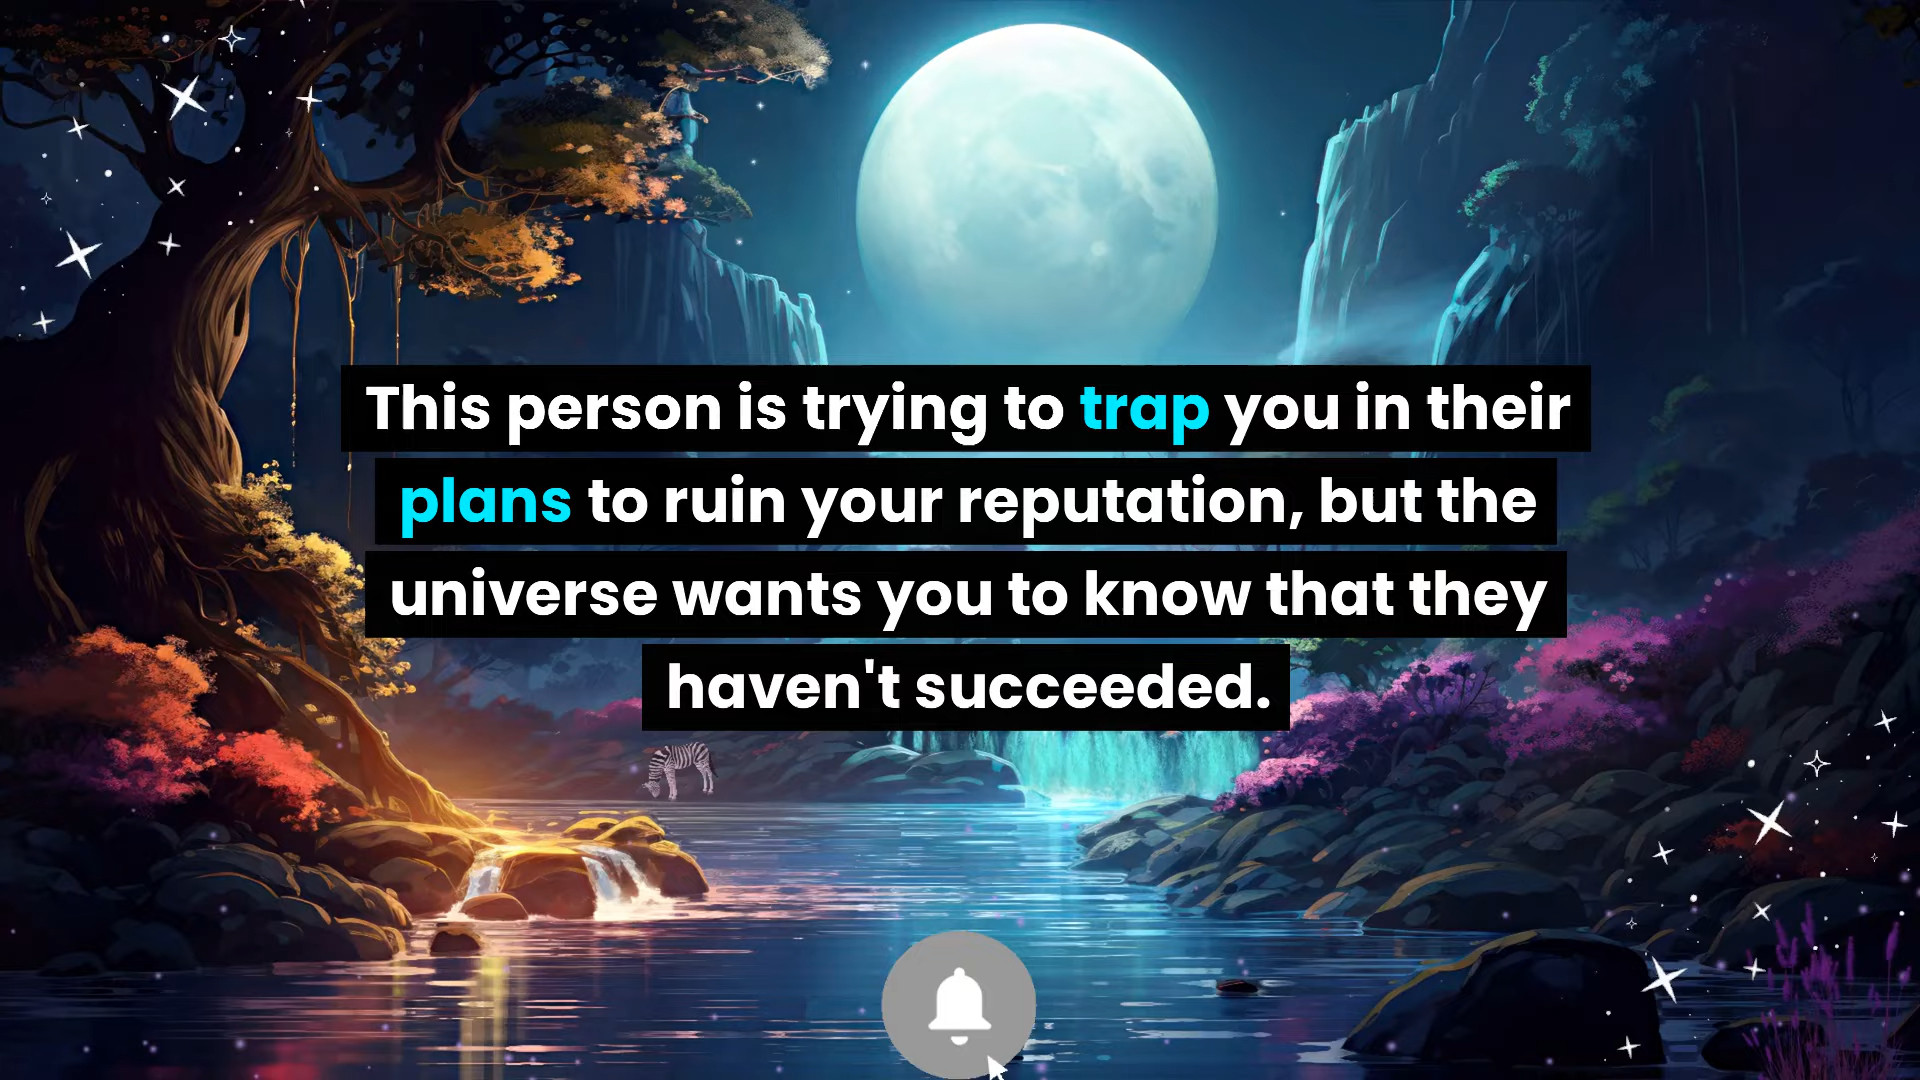 This person is trying to trap you in their
plans to ruin your reputation, but the
universe wants you to know that they
haven't succeeded.